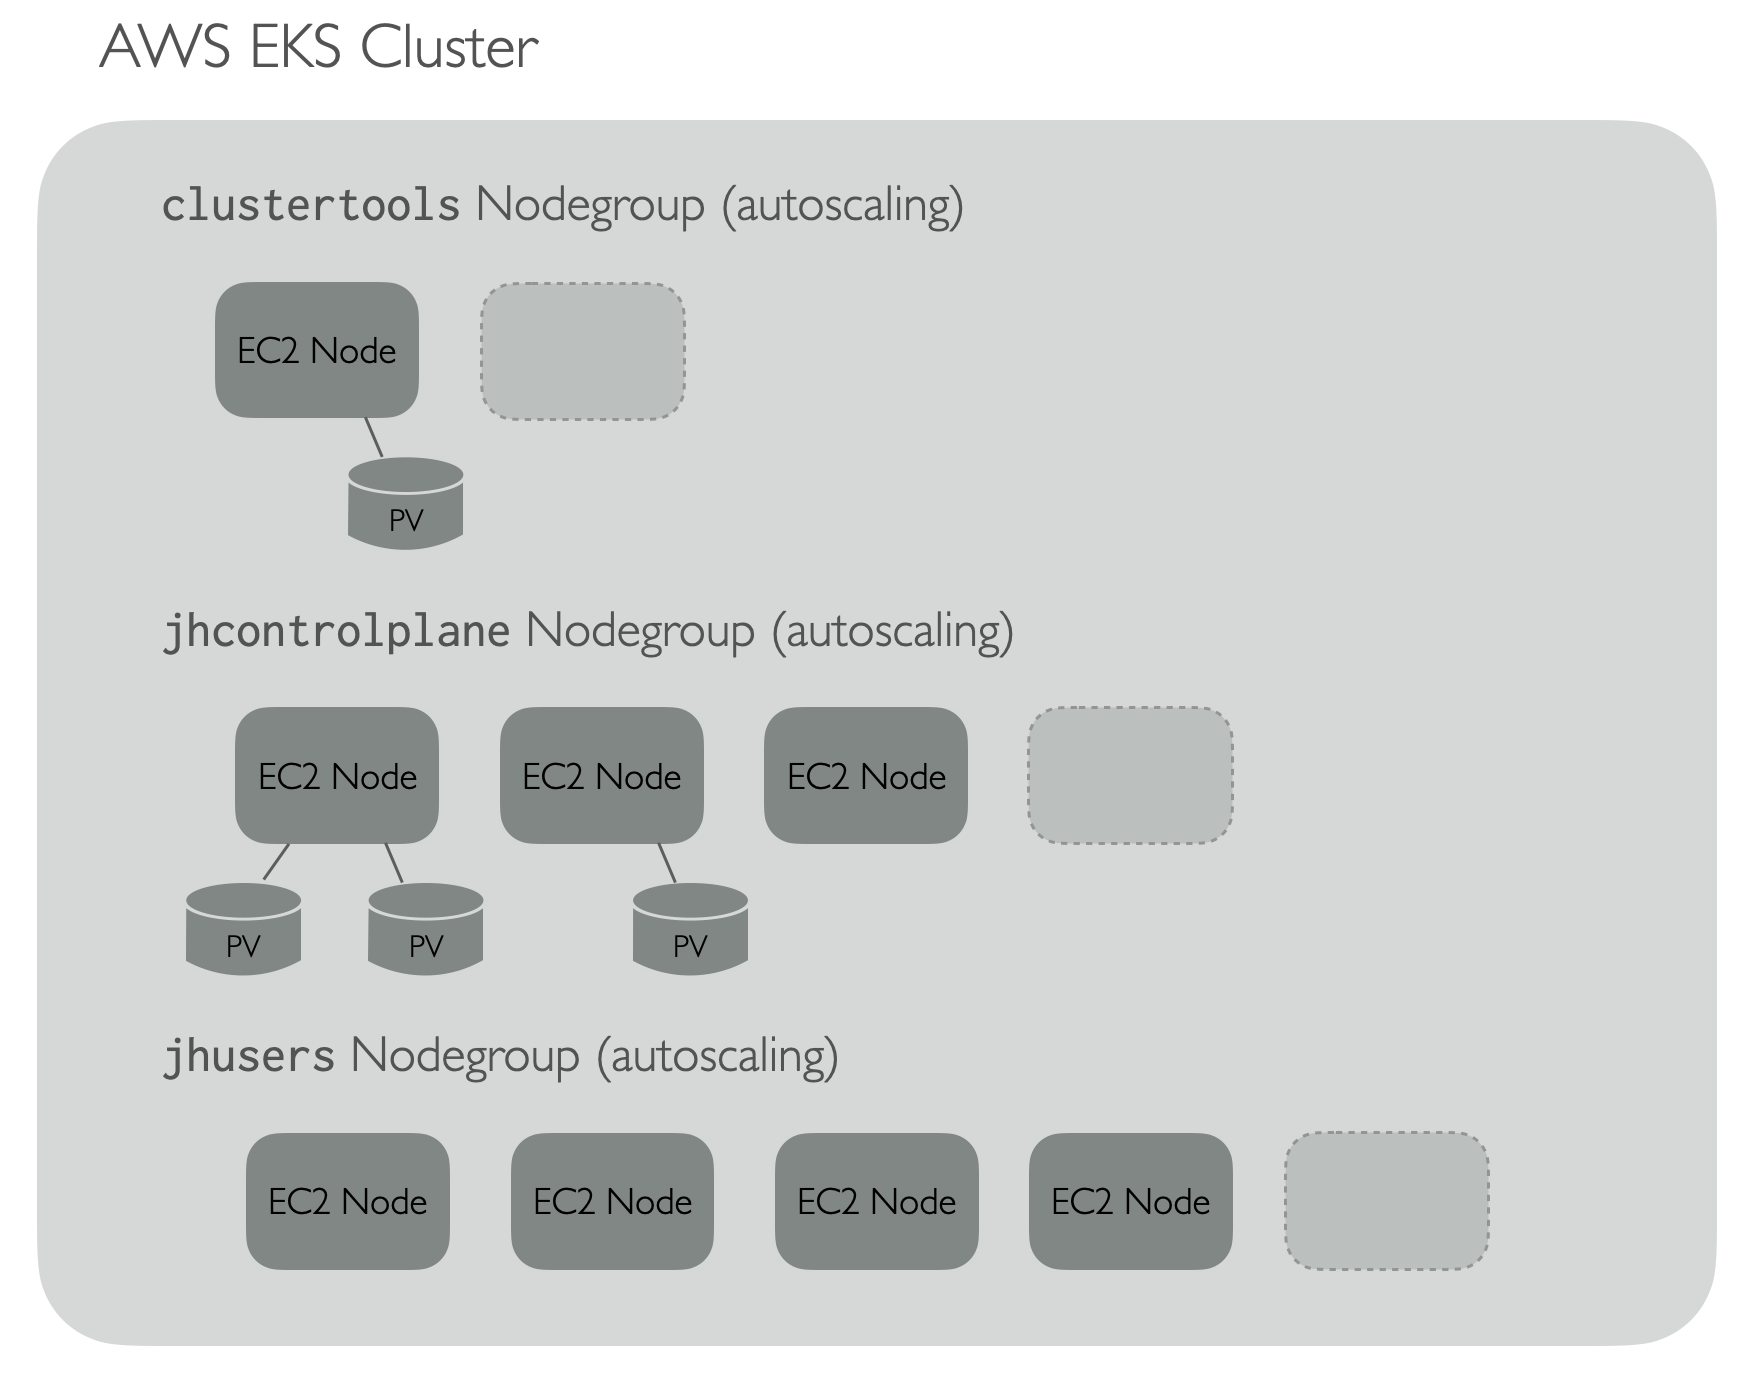 AWS EKS Cluster
clustertools Nodegroup (autoscaling)
EC2 Node
PV
jhcontrolplane Nodegroup (autoscaling)
EC2 Node EC2 Node EC2 Node
PV PV PV
jhusers Nodegroup (autoscaling)
EC2 Node EC2 Node EC2 Node EC2 Node